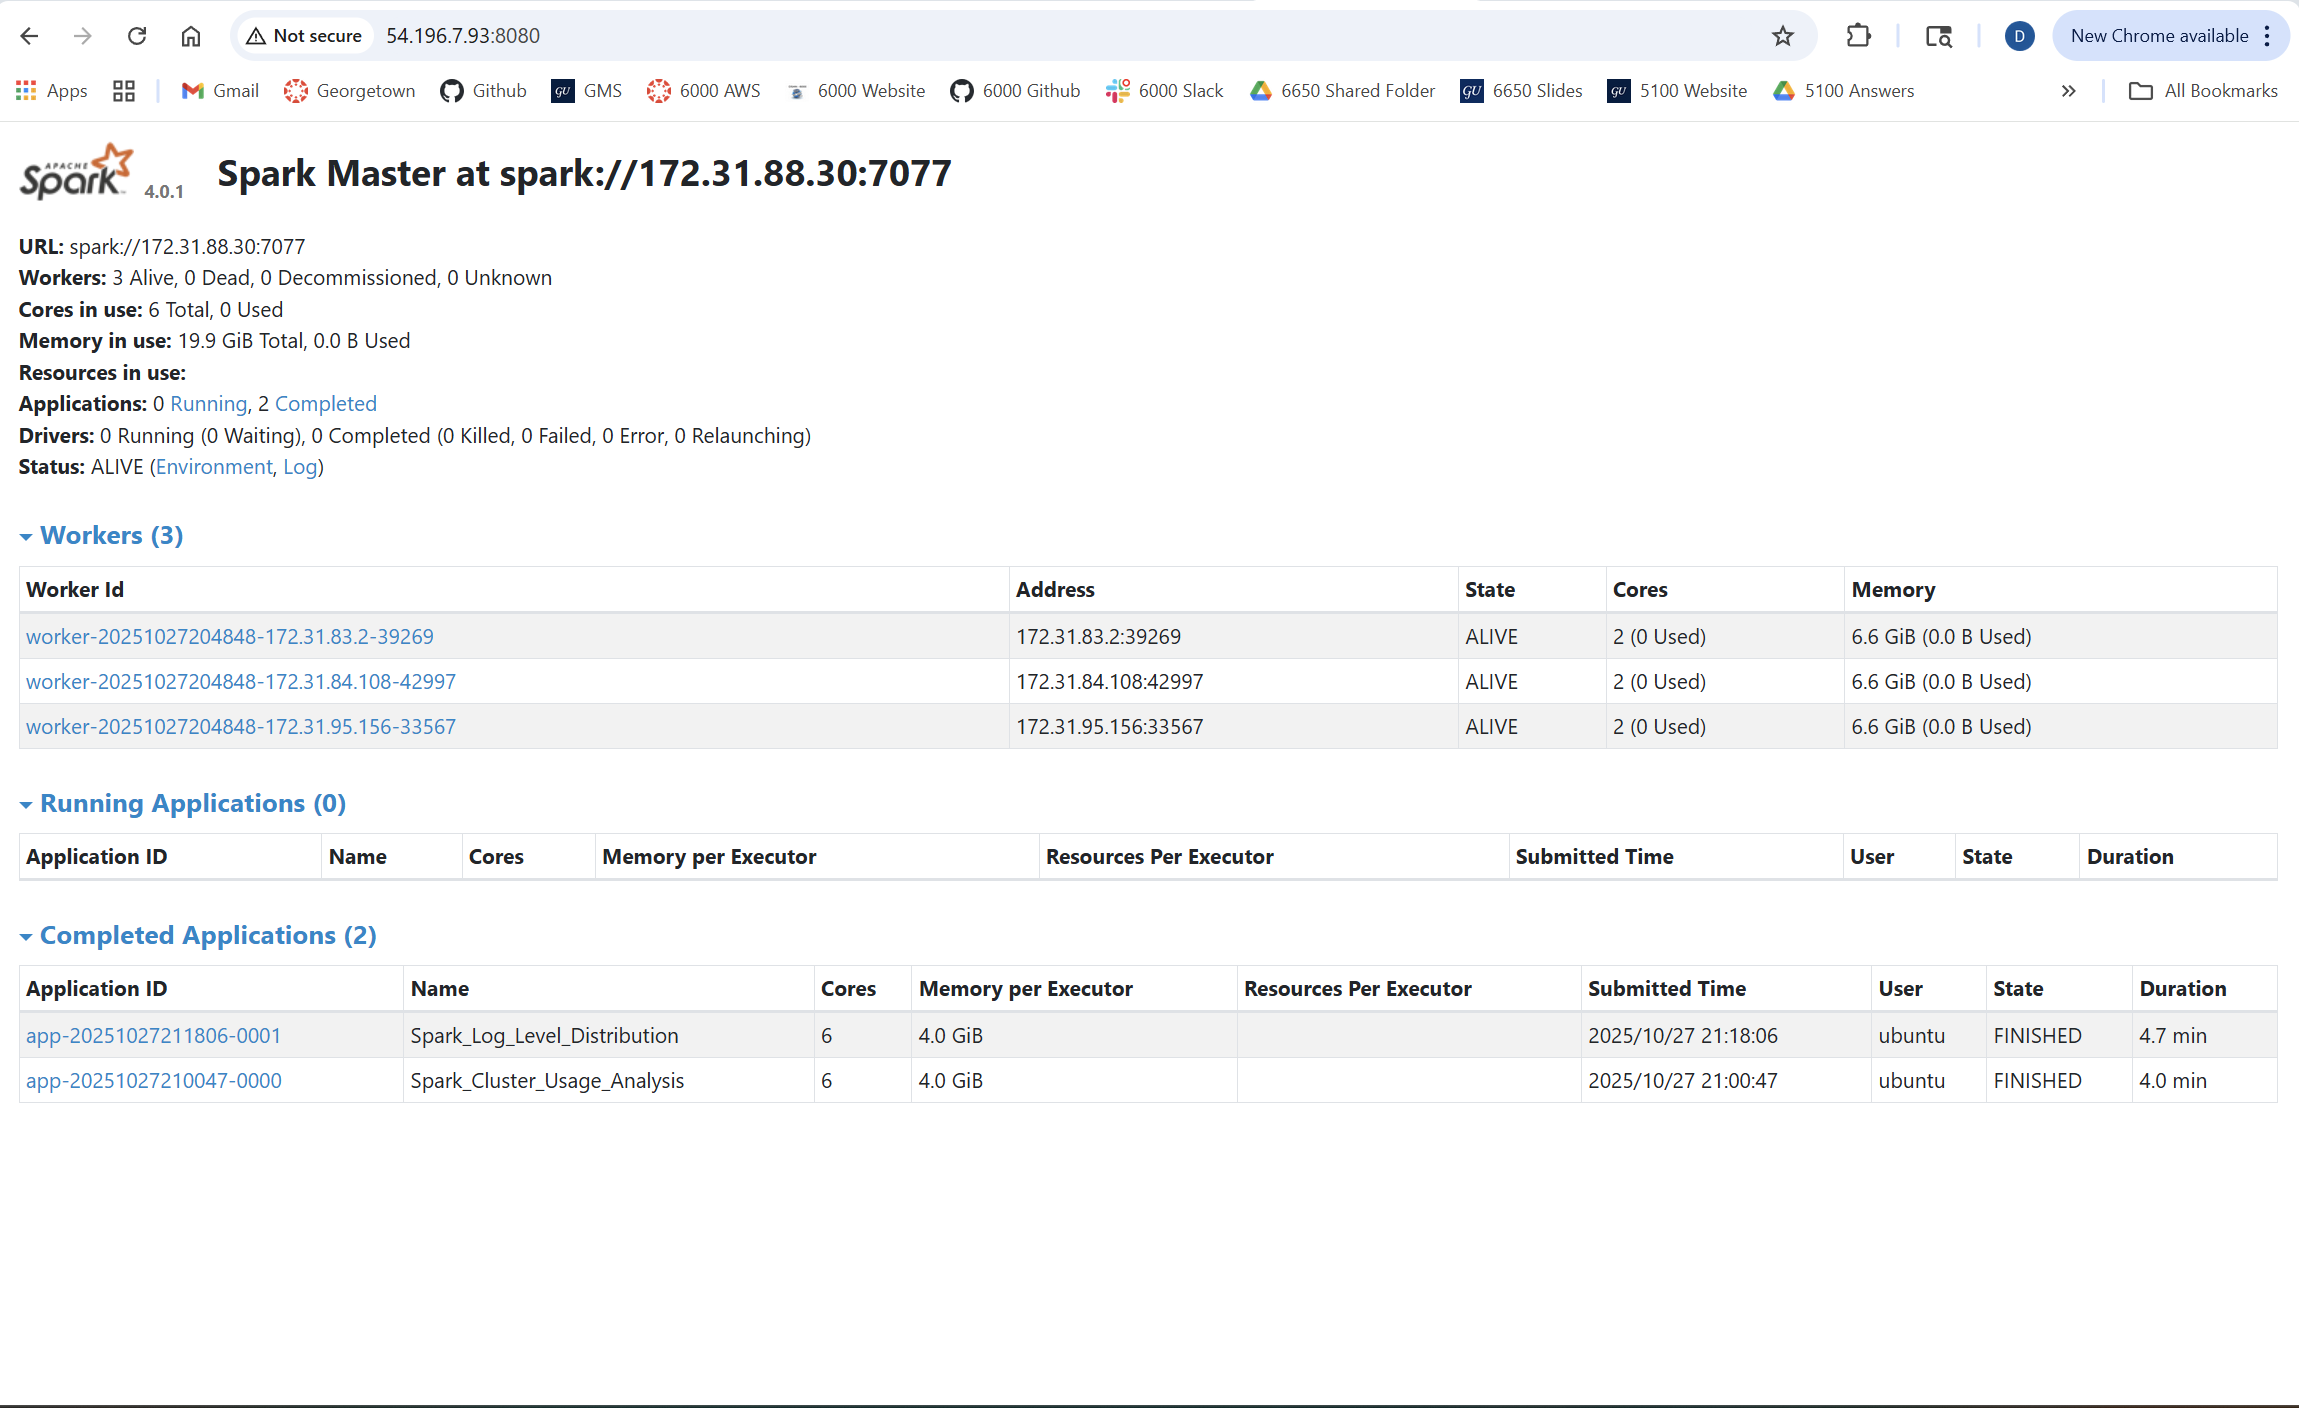 Not secure 54.196.7.93:8080 D New Chrome available
Apps Gmail Georgetown Github GU GMS 6000 AWS 6000 Website 6000 Github 6000 Slack 6650 Shared Folder GU 6650 Slides GU 5100 Website 5100 Answers » All Bookmarks
APACHE Spark 4.0.1 Spark Master at spark://172.31.88.30:7077
URL: spark://172.31.88.30:7077
Workers: 3 Alive, 0 Dead, 0 Decommissioned, 0 Unknown
Cores in use: 6 Total, 0 Used
Memory in use: 19.9 GiB Total, 0.0 B Used
Resources in use:
Applications: 0 Running, 2 Completed
Drivers: 0 Running (0 Waiting), 0 Completed (0 Killed, 0 Failed, 0 Error, 0 Relaunching)
Status: ALIVE (Environment, Log)
Workers (3)
Worker Id Address State Cores Memory
worker-20251027204848-172.31.83.2-39269 172.31.83.2:39269 ALIVE 2 (0 Used) 6.6 GiB (0.0 B Used)
worker-20251027204848-172.31.84.108-42997 172.31.84.108:42997 ALIVE 2 (0 Used) 6.6 GiB (0.0 B Used)
worker-20251027204848-172.31.95.156-33567 172.31.95.156:33567 ALIVE 2 (0 Used) 6.6 GiB (0.0 B Used)
Running Applications (0)
Application ID Name Cores Memory per Executor Resources Per Executor Submitted Time User State Duration
Completed Applications (2)
Application ID Name Cores Memory per Executor Resources Per Executor Submitted Time User State Duration
app-20251027211806-0001 Spark_Log_Level_Distribution 6 4.0 GiB 2025/10/27 21:18:06 ubuntu FINISHED 4.7 min
app-20251027210047-0000 Spark_Cluster_Usage_Analysis 6 4.0 GiB 2025/10/27 21:00:47 ubuntu FINISHED 4.0 min